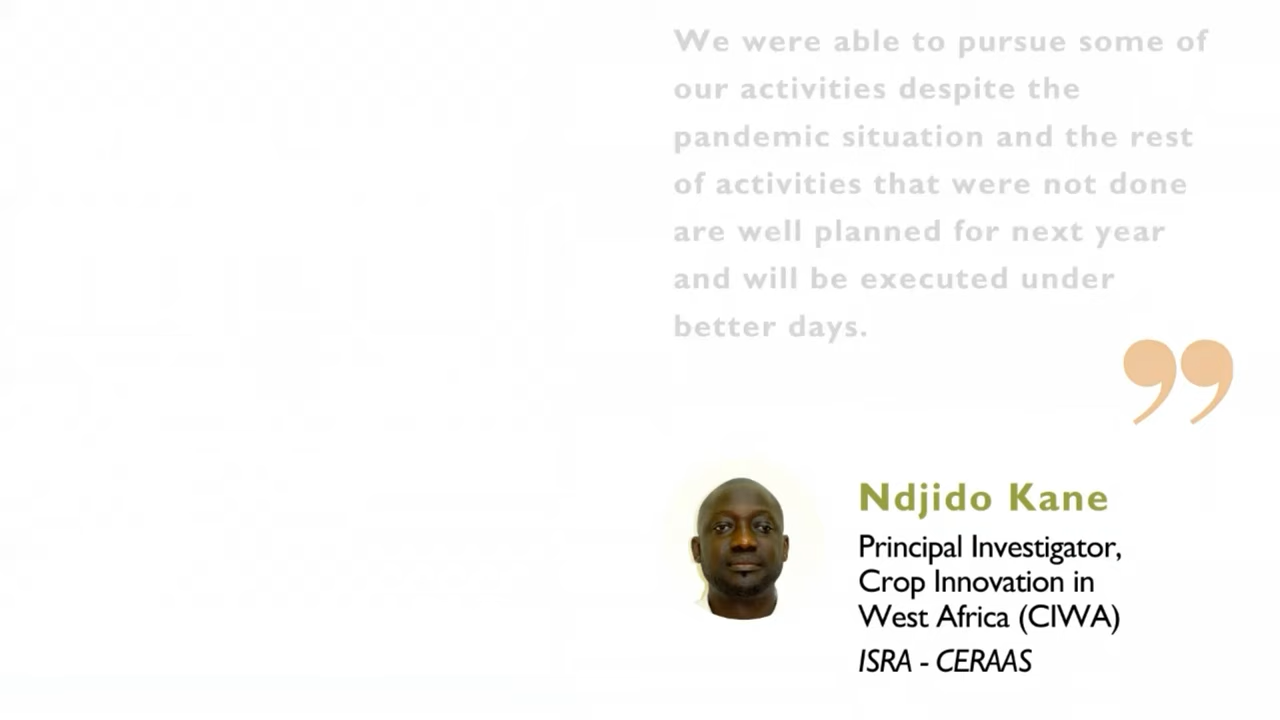 We were able to pursue some of
our activities despite the
pandemic situation and the rest
of activities that were not done
are well planned for next year
and will be executed under
better days.
”
Ndjido Kane
Principal Investigator,
Crop Innovation in
West Africa (CIWA)
ISRA - CERAAS